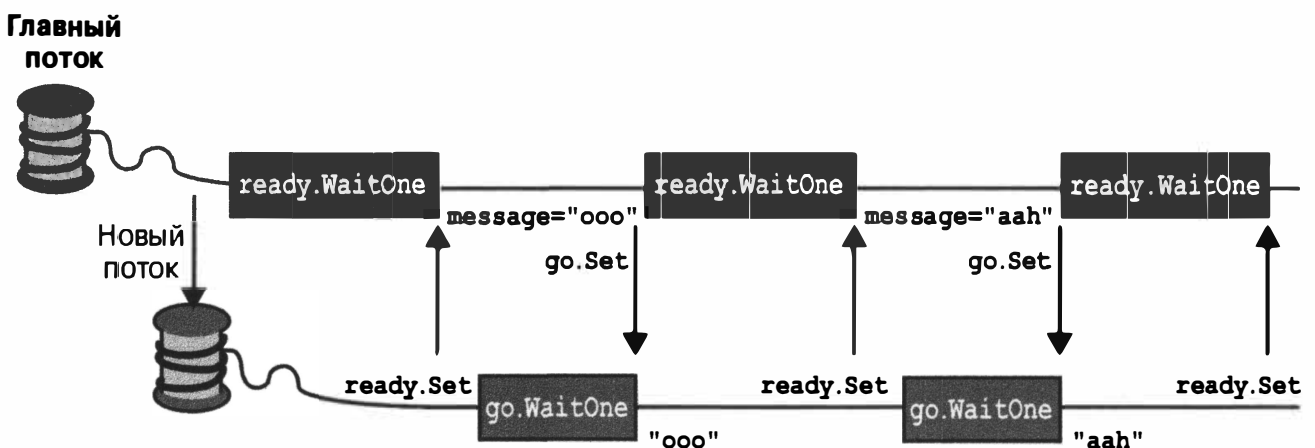 Главный
поток
ready.WaitOne
ready.WaitOne
ready.WaitOne
message="ooo"
message="aah"
Новый
поток
go.Set
go.Set
ready.Set
ready.Set
ready.Set
go.WaitOne
go.WaitOne
"ooo"
"aah"